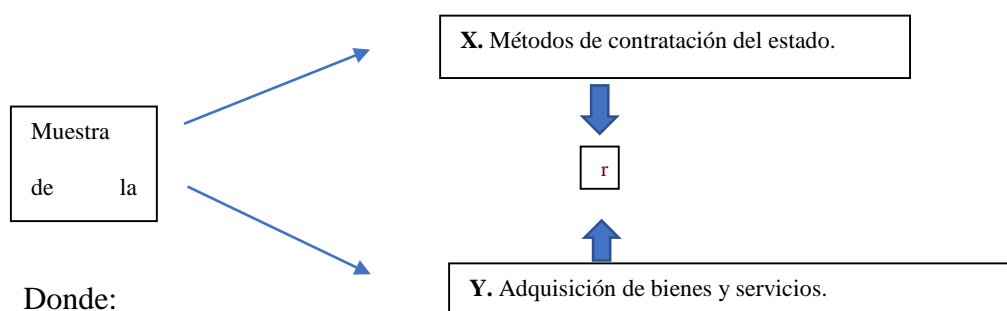 X. Métodos de contratación del estado.
Muestra
de la
r
Y. Adquisición de bienes y servicios.
Donde: